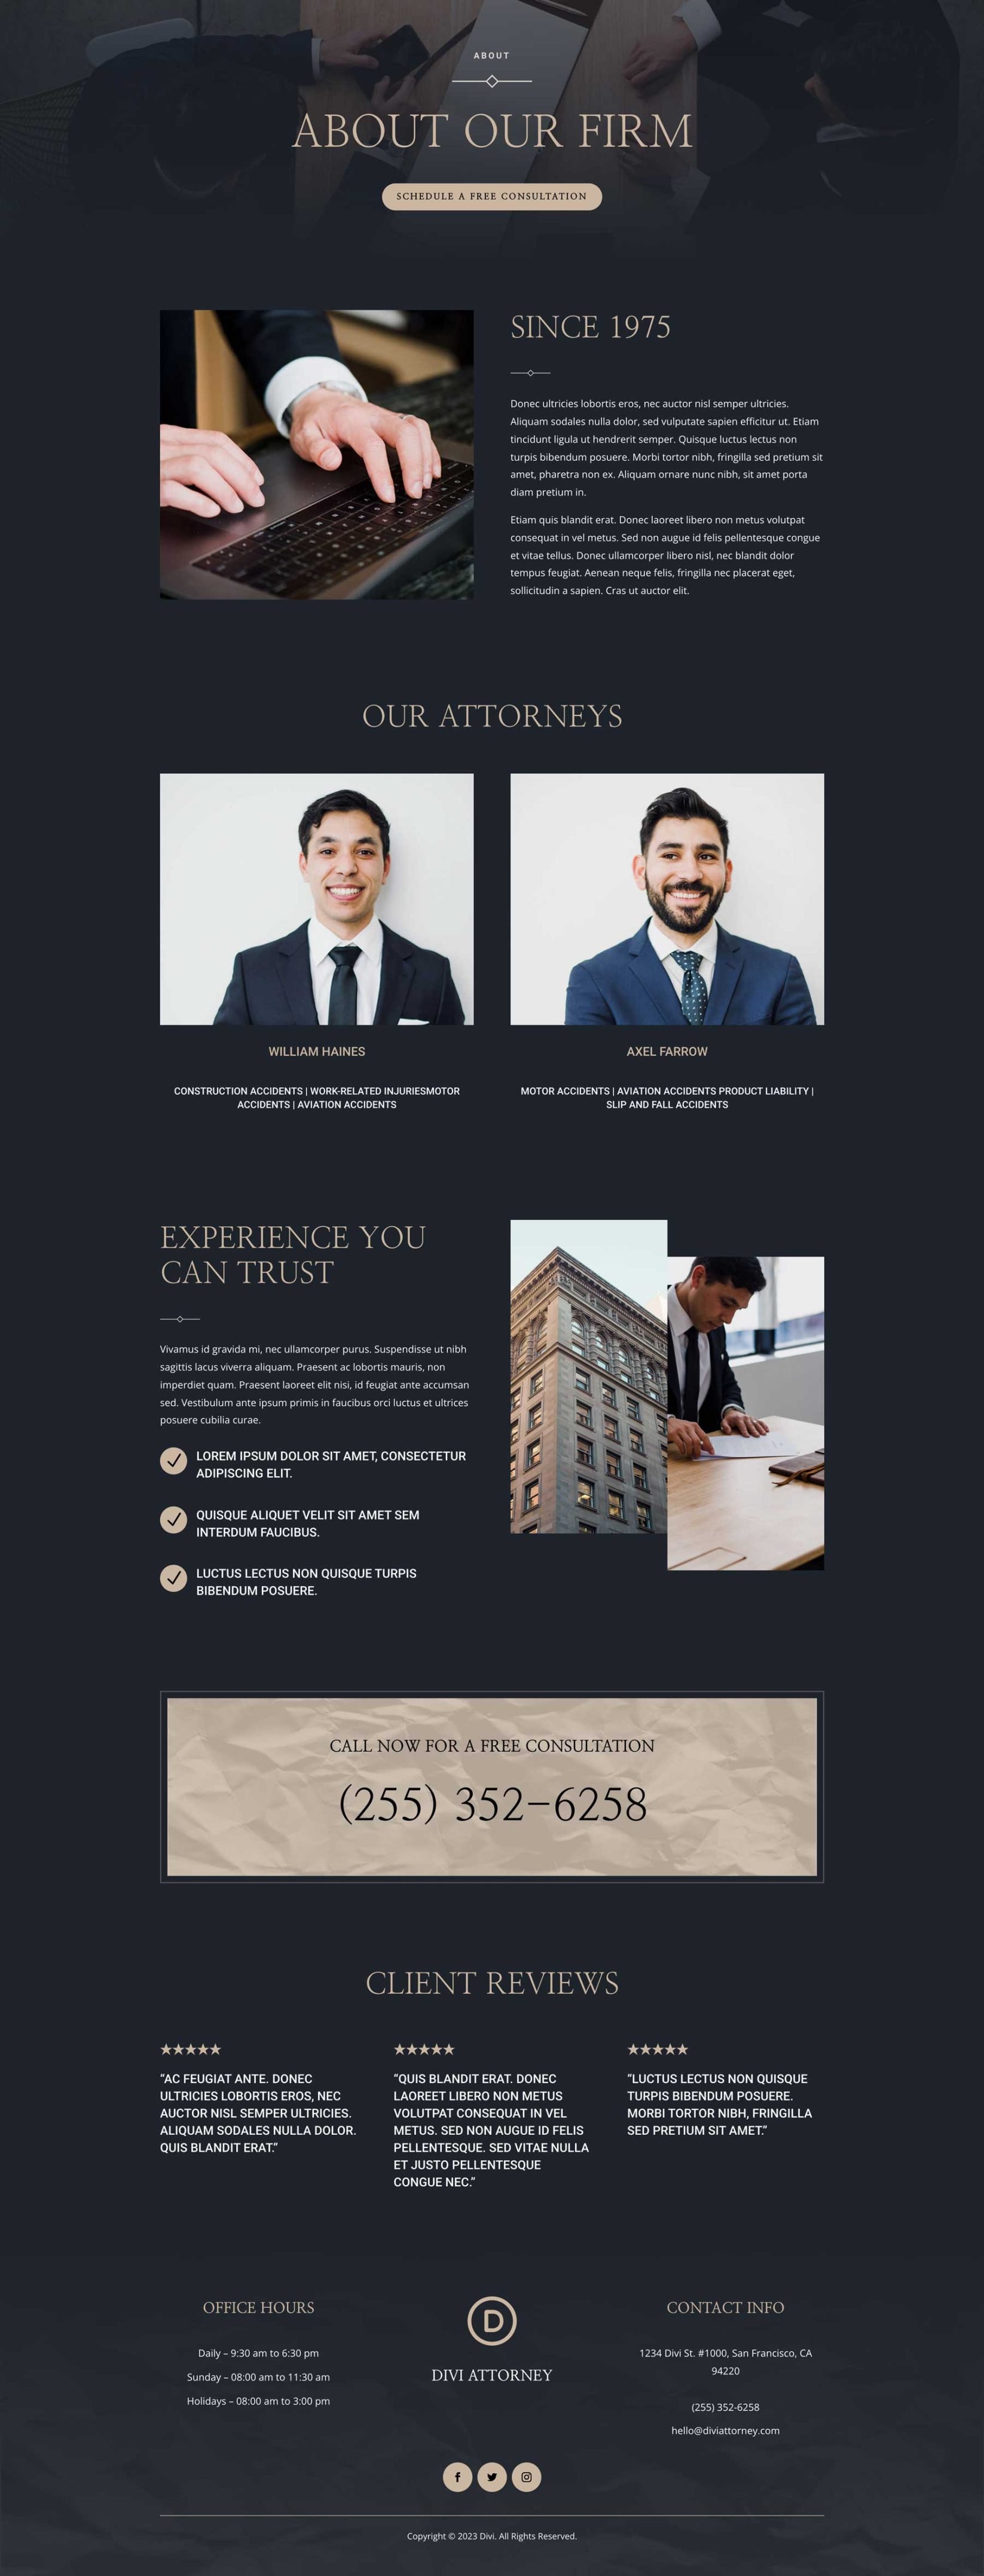 ABOUT
ABOUT OUR FIRM
SCHEDULE A FREE CONSULTATION
SINCE 1975
Donec ultricies lobortis eros, nec auctor nisl semper ultricies.
Aliquam sodales nulla dolor, sed vulputate sapien efficitur ut. Etiam
tincidunt ligula ut hendrerit semper. Quisque luctus lectus non
turpis bibendum posuere. Morbi tortor nibh, fringilla sed pretium sit
amet, pharetra non ex. Aliquam ornare nunc nibh, sit amet porta
diam pretium in.
Etiam quis blandit erat. Donec laoreet libero non metus volutpat
consequat in vel metus. Sed non augue id felis pellentesque congue
et vitae tellus. Donec ullamcorper libero nisl, nec blandit dolor
tempus feugiat. Aenean neque felis, fringilla nec placerat eget,
sollicitudin a sapien. Cras ut auctor elit.
OUR ATTORNEYS
WILLIAM HAINES
CONSTRUCTION ACCIDENTS | WORK-RELATED INJURIESMOTOR
ACCIDENTS | AVIATION ACCIDENTS
AXEL FARROW
MOTOR ACCIDENTS | AVIATION ACCIDENTS PRODUCT LIABILITY |
SLIP AND FALL ACCIDENTS
EXPERIENCE YOU
CAN TRUST
Vivamus id gravida mi, nec ullamcorper purus. Suspendisse ut nibh
sagittis lacus viverra aliquam. Praesent ac lobortis mauris, non
imperdiet quam. Praesent laoreet elit nisi, id feugiat ante accumsan
sed. Vestibulum ante ipsum primis in faucibus orci luctus et ultrices
posuere cubilia curae.
LOREM IPSUM DOLOR SIT AMET, CONSECTETUR
ADIPISCING ELIT.
QUISQUE ALIQUET VELIT SIT AMET SEM
INTERDUM FAUCIBUS.
LUCTUS LECTUS NON QUISQUE TURPIS
BIBENDUM POSUERE.
CALL NOW FOR A FREE CONSULTATION
(255) 352-6258
CLIENT REVIEWS
★★★★★
“AC FEUGIAT ANTE. DONEC
ULTRICIES LOBORTIS EROS, NEC
AUCTOR NISL SEMPER ULTRICIES.
ALIQUAM SODALES NULLA DOLOR.
QUIS BLANDIT ERAT.”
★★★★★
“QUIS BLANDIT ERAT. DONEC
LAOREET LIBERO NON METUS
VOLUTPAT CONSEQUAT IN VEL
METUS. SED NON AUGUE ID FELIS
PELLENTESQUE. SED VITAE NULLA
ET JUSTO PELLENTESQUE
CONGUE NEC.”
★★★★★
“LUCTUS LECTUS NON QUISQUE
TURPIS BIBENDUM POSUERE.
MORBI TORTOR NIBH, FRINGILLA
SED PRETIUM SIT AMET.”
OFFICE HOURS
Daily – 9:30 am to 6:30 pm
Sunday – 08:00 am to 11:30 am
Holidays – 08:00 am to 3:00 pm
D
DIVI ATTORNEY
CONTACT INFO
1234 Divi St. #1000, San Francisco, CA
94220
(255) 352-6258
hello@diviattorney.com
Copyright © 2023 Divi. All Rights Reserved.